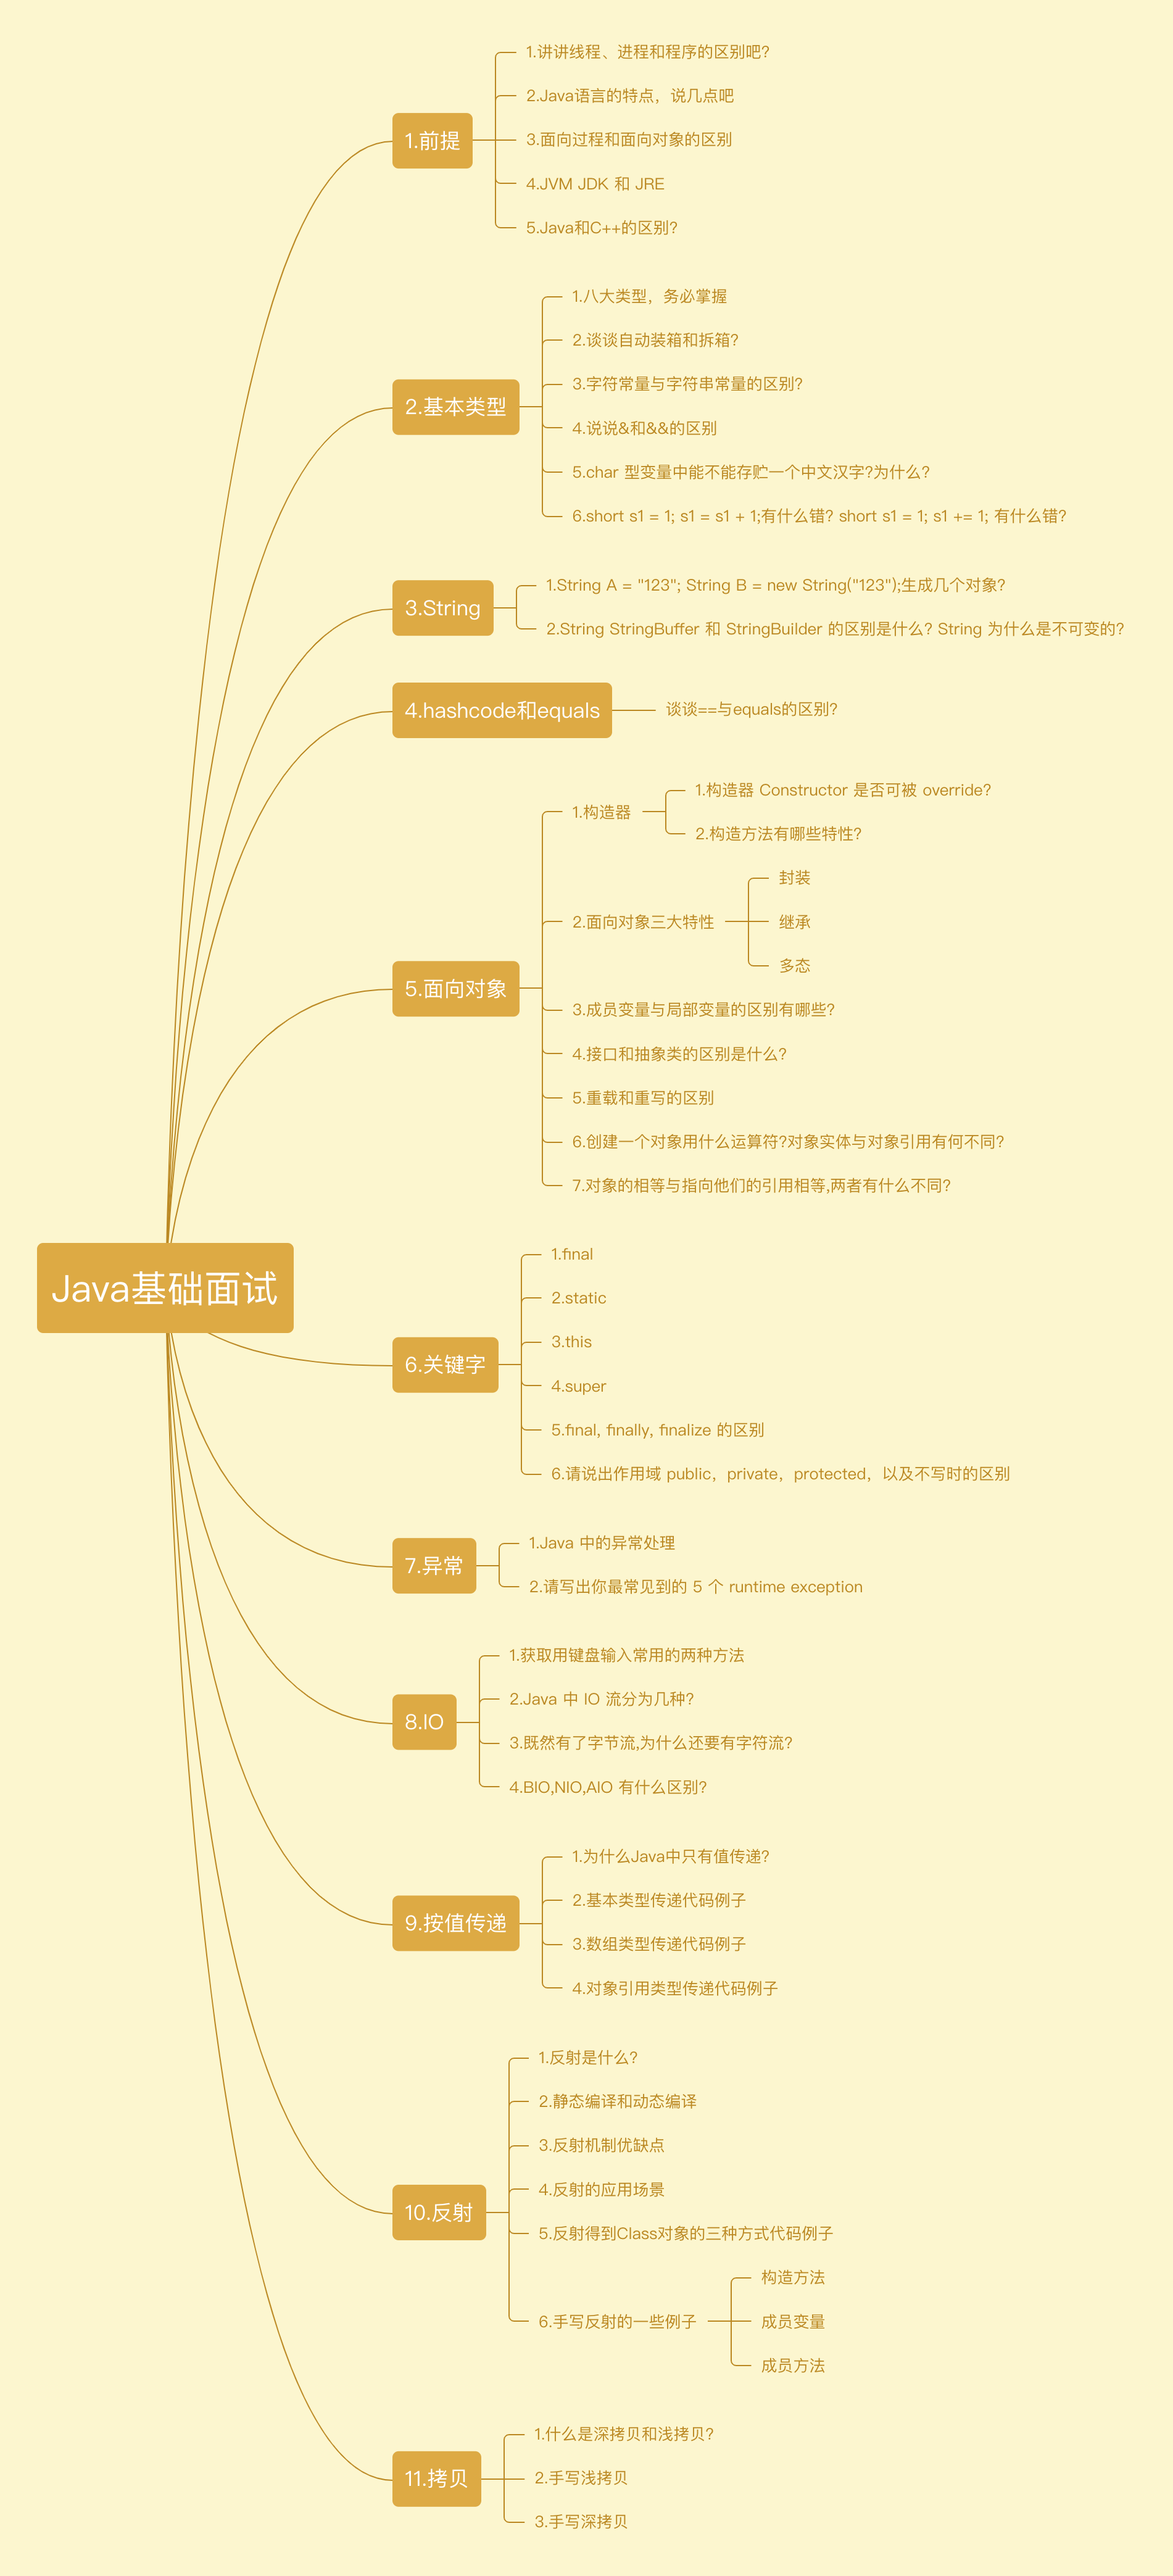 Java基础面试
1.前提
1.讲讲线程、进程和程序的区别吧?
2.Java语言的特点，说几点吧
3.面向过程和面向对象的区别
4.JVM JDK 和 JRE
5.Java和C++的区别?
2.基本类型
1.八大类型，务必掌握
2.谈谈自动装箱和拆箱?
3.字符常量与字符串常量的区别?
4.说说&和&&的区别
5.char 型变量中能不能存贮一个中文汉字?为什么?
6.short s1 = 1; s1 = s1 + 1;有什么错? short s1 = 1; s1 += 1; 有什么错?
3.String
1.String A = "123"; String B = new String("123");生成几个对象?
2.String StringBuffer 和 StringBuilder 的区别是什么? String 为什么是不可变的?
4.hashcode和equals
谈谈==与equals的区别?
5.面向对象
1.构造器
1.构造器 Constructor 是否可被 override?
2.构造方法有哪些特性?
2.面向对象三大特性
封装
继承
多态
3.成员变量与局部变量的区别有哪些?
4.接口和抽象类的区别是什么?
5.重载和重写的区别
6.创建一个对象用什么运算符?对象实体与对象引用有何不同?
7.对象的相等与指向他们的引用相等,两者有什么不同?
6.关键字
1.final
2.static
3.this
4.super
5.final, finally, finalize 的区别
6.请说出作用域 public，private，protected，以及不写时的区别
7.异常
1.Java 中的异常处理
2.请写出你最常见到的 5 个 runtime exception
8.IO
1.获取用键盘输入常用的两种方法
2.Java 中 IO 流分为几种?
3.既然有了字节流,为什么还要有字符流?
4.BIO,NIO,AIO 有什么区别?
9.按值传递
1.为什么Java中只有值传递?
2.基本类型传递代码例子
3.数组类型传递代码例子
4.对象引用类型传递代码例子
10.反射
1.反射是什么?
2.静态编译和动态编译
3.反射机制优缺点
4.反射的应用场景
5.反射得到Class对象的三种方式代码例子
6.手写反射的一些例子
构造方法
成员变量
成员方法
11.拷贝
1.什么是深拷贝和浅拷贝?
2.手写浅拷贝
3.手写深拷贝